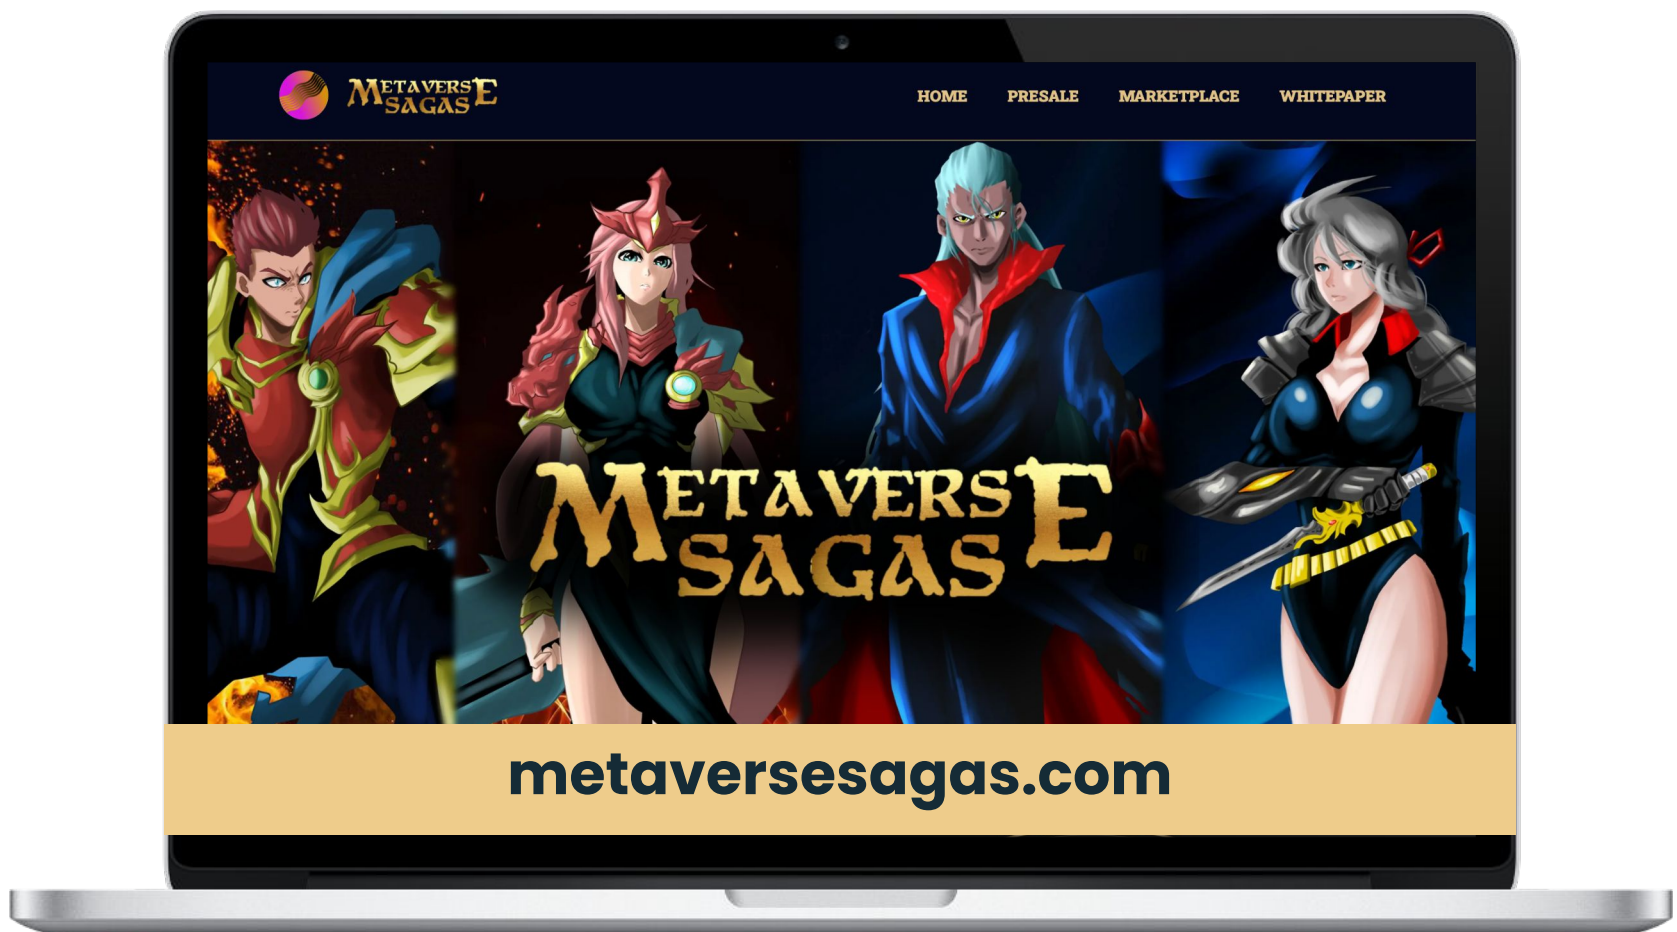 METAVERSE
SAGAS
HOME PRESALE MARKETPLACE WHITEPAPER
METAVERSE
SAGAS
metaversesagas.com